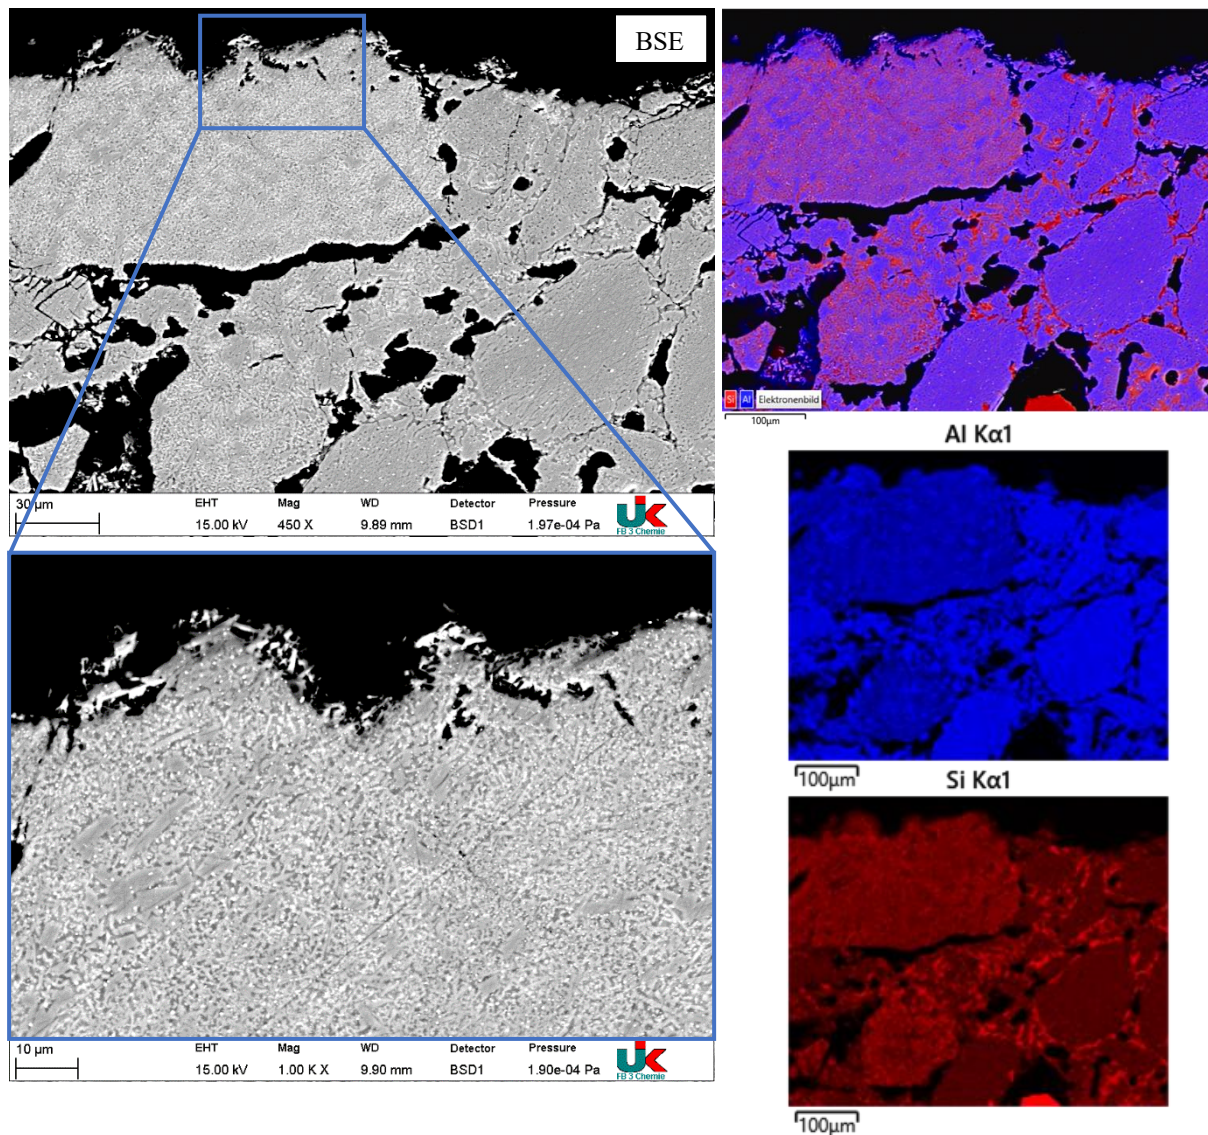 BSE
Si Al Elektronenbild
100µm
30 µm
EHT Mag WD Detector Pressure
15.00 kV 450 X 9.89 mm BSD1 1.97e-04 Pa
UK
FB 3 Chemie
Al Kα1
100µm
Si Kα1
100µm
10 µm
EHT Mag WD Detector Pressure
15.00 kV 1.00 K X 9.90 mm BSD1 1.90e-04 Pa
UK
FB 3 Chemie